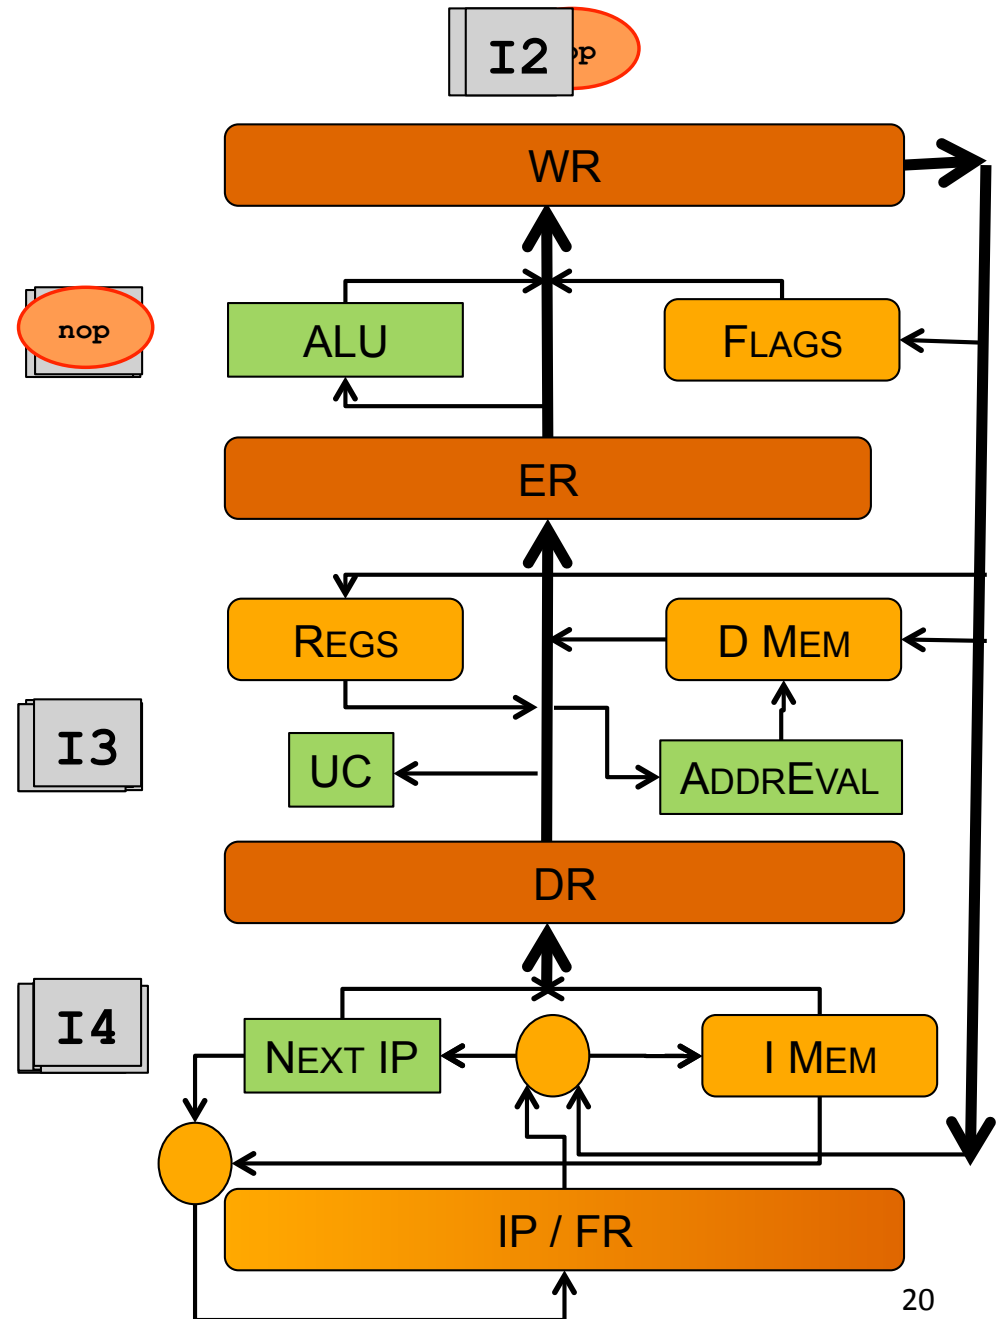 I2 op
WR
nop
ALU
FLAGS
ER
REGS
D MEM
I3
UC
ADDREVAL
DR
I4
NEXT IP
I MEM
IP / FR
20